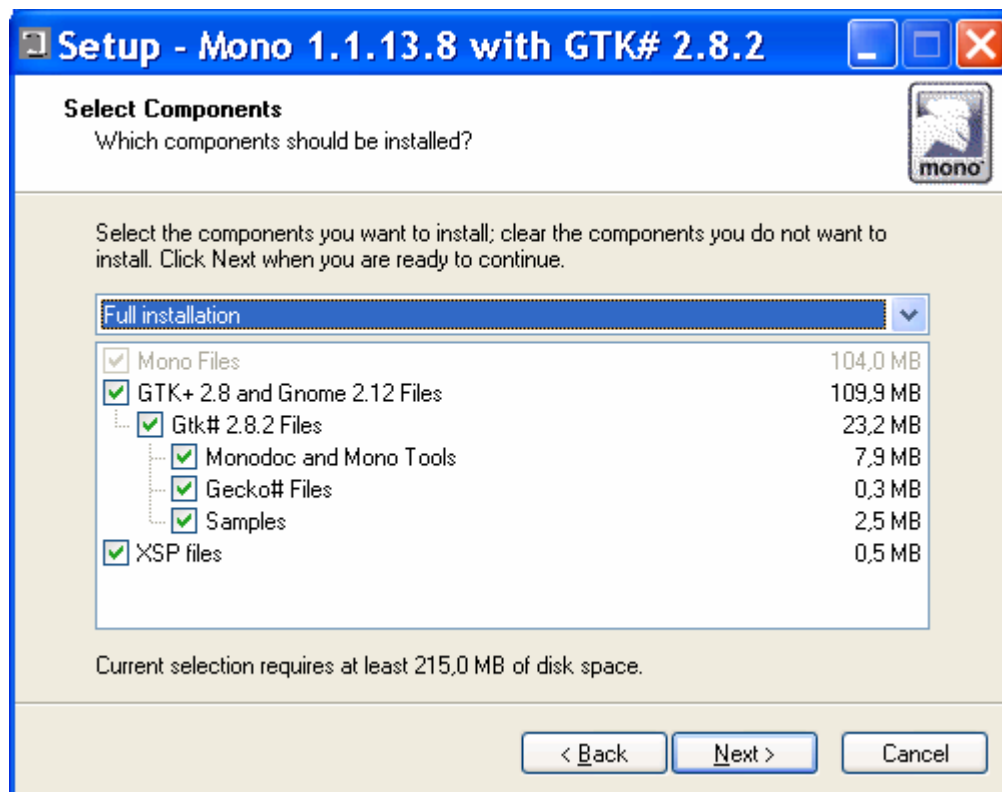 Setup - Mono 1.1.13.8 with GTK# 2.8.2
Select Components
Which components should be installed?
mono
Select the components you want to install; clear the components you do not want to
install. Click Next when you are ready to continue.
Full installation
Mono Files 104,0 MB
GTK+ 2.8 and Gnome 2.12 Files 109,9 MB
Gtk# 2.8.2 Files 23,2 MB
Monodoc and Mono Tools 7,9 MB
Gecko# Files 0,3 MB
Samples 2,5 MB
XSP files 0,5 MB
Current selection requires at least 215,0 MB of disk space.
< Back Next > Cancel